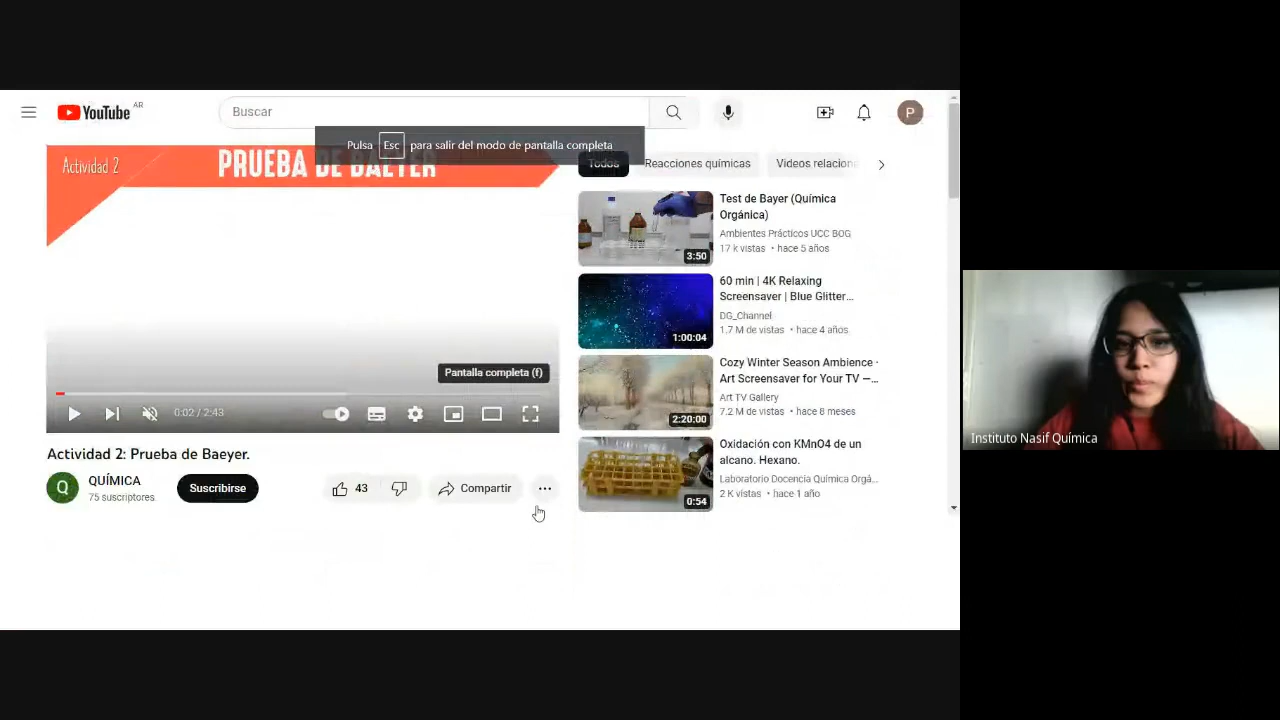 YouTube AR
Buscar
P
Pulsa Esc para salir del modo de pantalla completa
Actividad 2
PRUEBA DE BAEYER
Pantalla completa (f)
0:02 / 2:43
Actividad 2: Prueba de Baeyer.
Q
QUÍMICA
75 suscriptores
Suscribirse
43
Compartir
Todos
Reacciones químicas
Videos relacion
3:50
Test de Bayer (Química
Orgánica)
Ambientes Prácticos UCC BOG
17 k vistas • hace 5 años
1:00:04
60 min | 4K Relaxing
Screensaver | Blue Glitter…
DG_Channel
1.7 M de vistas • hace 4 años
2:20:00
Cozy Winter Season Ambience ·
Art Screensaver for Your TV —…
Art TV Gallery
7.2 M de vistas • hace 8 meses
0:54
Oxidación con KMnO4 de un
alcano. Hexano.
Laboratorio Docencia Química Orgá...
2 K vistas • hace 1 año
Instituto Nasif Química